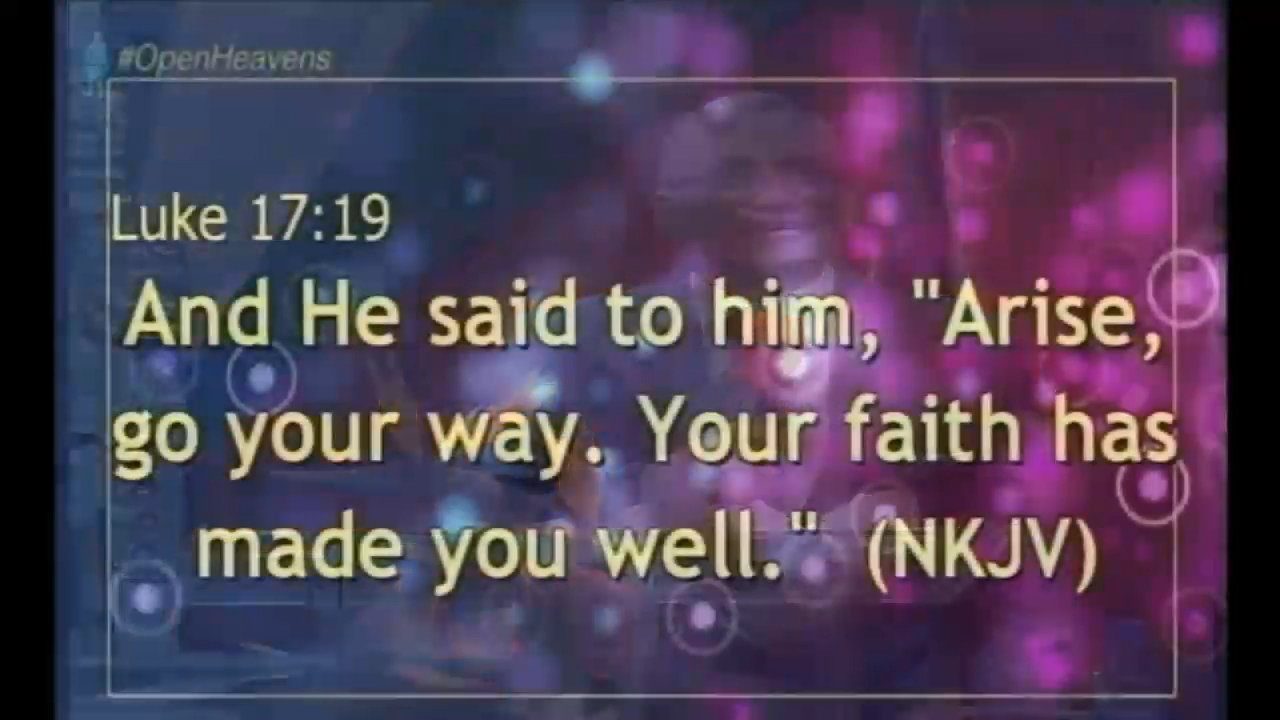 #OpenHeavens
Luke 17:19
And He said to him, "Arise,
go your way. Your faith has
made you well." (NKJV)